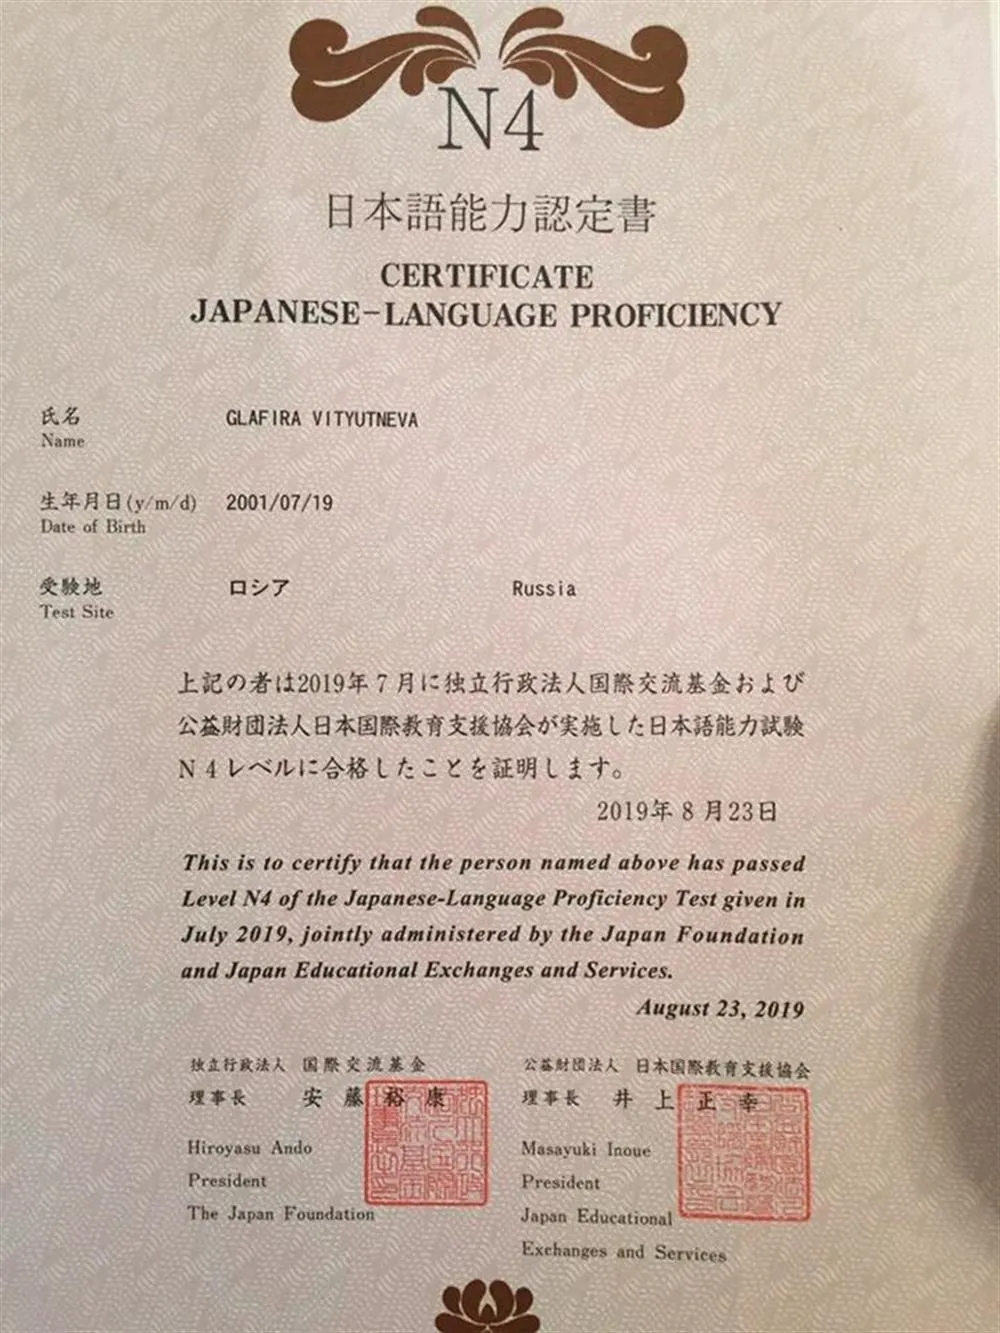 N4
日本語能力認定書
CERTIFICATE
JAPANESE-LANGUAGE PROFICIENCY
氏名 GLAFIRA VITYUTNEVA
Name
生年月日(y/m/d) 2001/07/19
Date of Birth
受験地 ロシア Russia
Test Site
上記の者は2019年7月に独立行政法人国際交流基金および
公益財団法人日本国際教育支援協会が実施した日本語能力試験
N4レベルに合格したことを証明します。
2019年8月23日
This is to certify that the person named above has passed
Level N4 of the Japanese-Language Proficiency Test given in
July 2019, jointly administered by the Japan Foundation
and Japan Educational Exchanges and Services.
August 23, 2019
独立行政法人 国際交流基金
理事長 安藤裕康
Hiroyasu Ando
President
The Japan Foundation
公益財団法人 日本国際教育支援協会
理事長 井上正幸
Masayuki Inoue
President
Japan Educational
Exchanges and Services